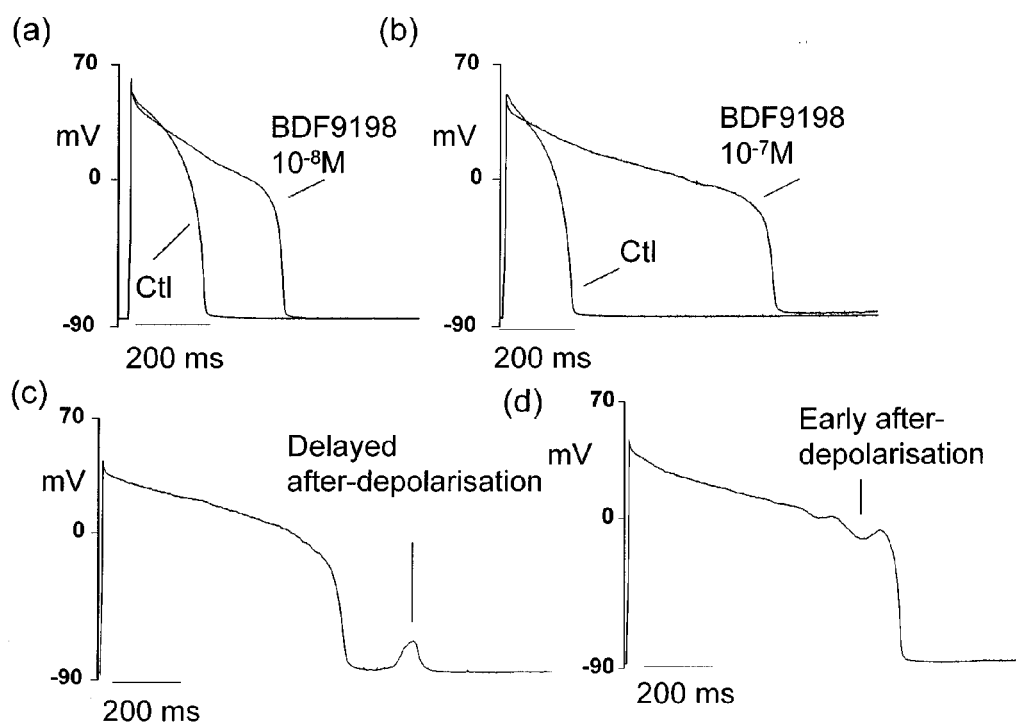 (a)
70
mV
0
-90
BDF9198
10⁻⁸M
Ctl
200 ms
(b)
70
mV
0
-90
BDF9198
10⁻⁷M
Ctl
200 ms
(c)
70
mV
0
-90
Delayed
after-depolarisation
200 ms
(d)
70
mV
0
-90
Early after-
depolarisation
200 ms